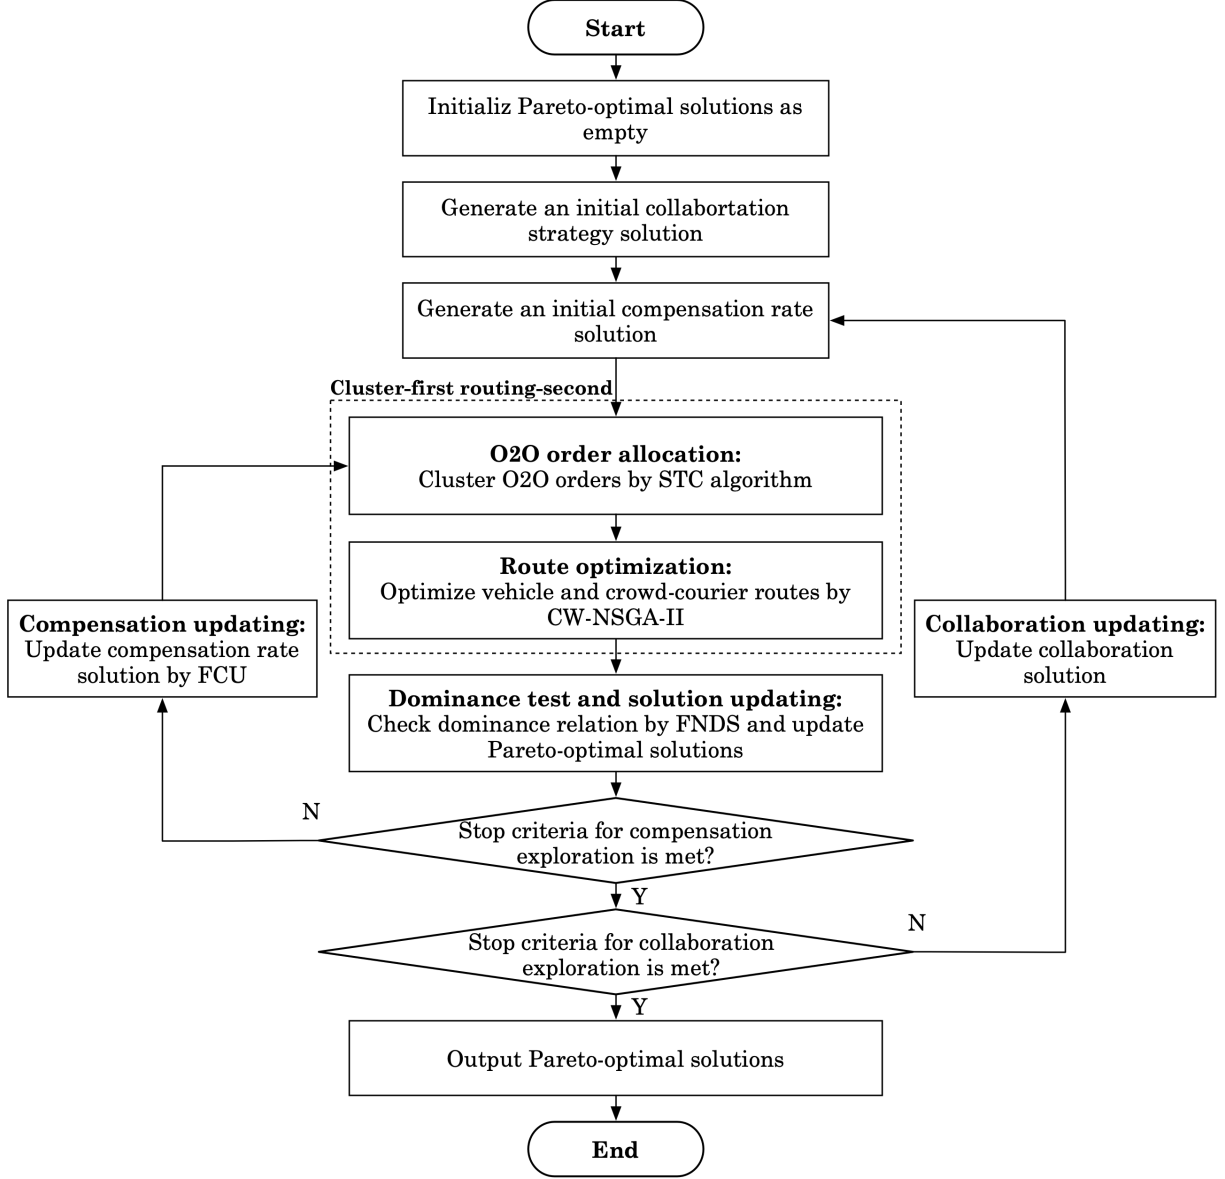 Start
Initializ Pareto-optimal solutions as
empty
Generate an initial collabortation
strategy solution
Generate an initial compensation rate
solution
Cluster-first routing-second
O2O order allocation:
Cluster O2O orders by STC algorithm
Route optimization:
Optimize vehicle and crowd-courier routes by
CW-NSGA-II
Compensation updating:
Update compensation rate
solution by FCU
Collaboration updating:
Update collaboration
solution
Dominance test and solution updating:
Check dominance relation by FNDS and update
Pareto-optimal solutions
N
Stop criteria for compensation
exploration is met?
Y
N
Stop criteria for collaboration
exploration is met?
Y
Output Pareto-optimal solutions
End